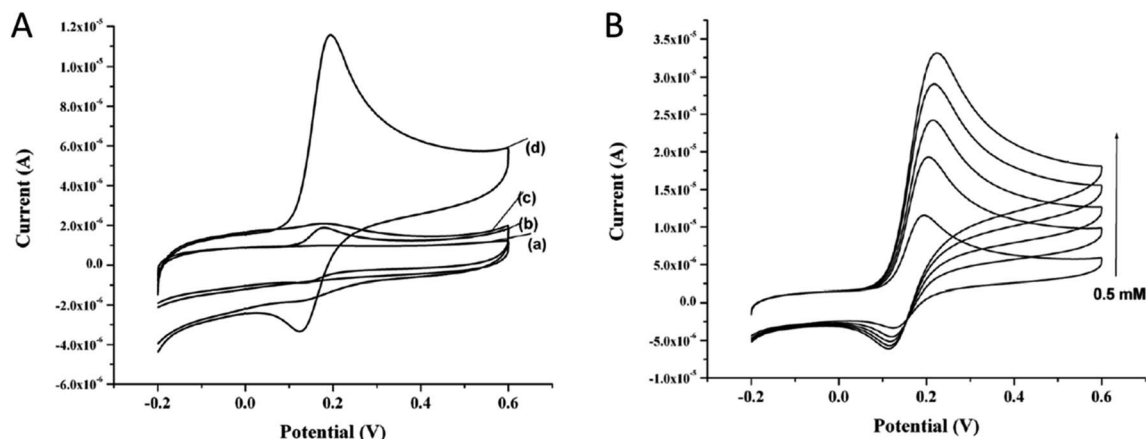 A
1.2x10⁻⁵
1.0x10⁻⁵
8.0x10⁻⁶
6.0x10⁻⁶
4.0x10⁻⁶
2.0x10⁻⁶
0.0
-2.0x10⁻⁶
-4.0x10⁻⁶
-6.0x10⁻⁶
Current (A)
-0.2
0.0
0.2
0.4
0.6
Potential (V)
(d)
(c)
(b)
(a)
B
3.5x10⁻⁵
3.0x10⁻⁵
2.5x10⁻⁵
2.0x10⁻⁵
1.5x10⁻⁵
1.0x10⁻⁵
5.0x10⁻⁶
0.0
-5.0x10⁻⁶
-1.0x10⁻⁵
Current (A)
-0.2
0.0
0.2
0.4
0.6
Potential (V)
0.5 mM